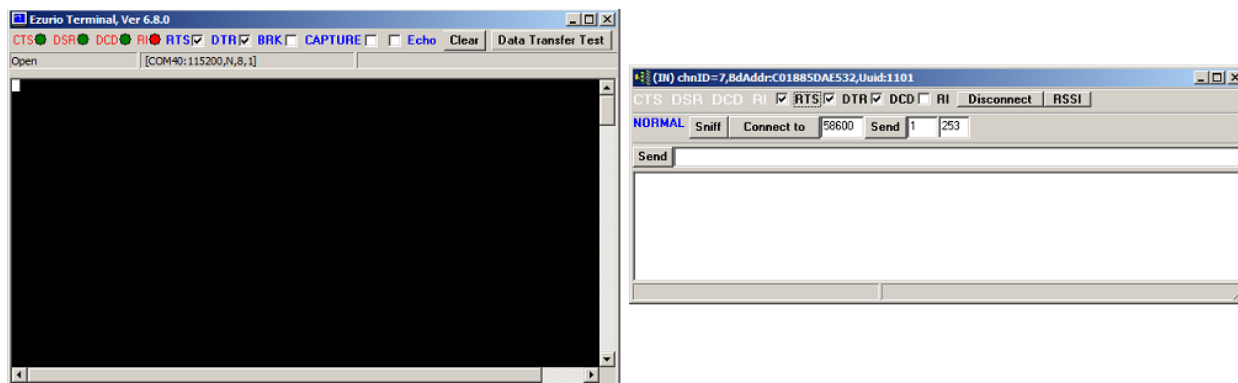 Ezurio Terminal, Ver 6.8.0
CTS DSR DCD RI RTS DTR BRK CAPTURE Echo Clear Data Transfer Test
Open [COM40:115200,N,8,1]
(IN) chnID=7,BdAddr:C01885DAE532,Uuid:1101
CTS DSR DCD RI RTS DTR DCD RI Disconnect RSSI
NORMAL Sniff Connect to 58600 Send 1 253
Send